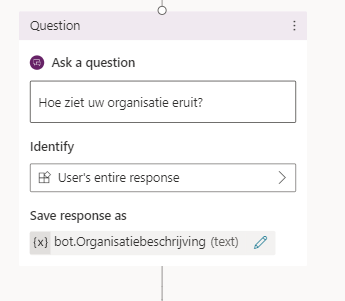 Question
Ask a question
Hoe ziet uw organisatie eruit?
Identify
User's entire response
Save response as
{x} bot.Organisatiebeschrijving (text)